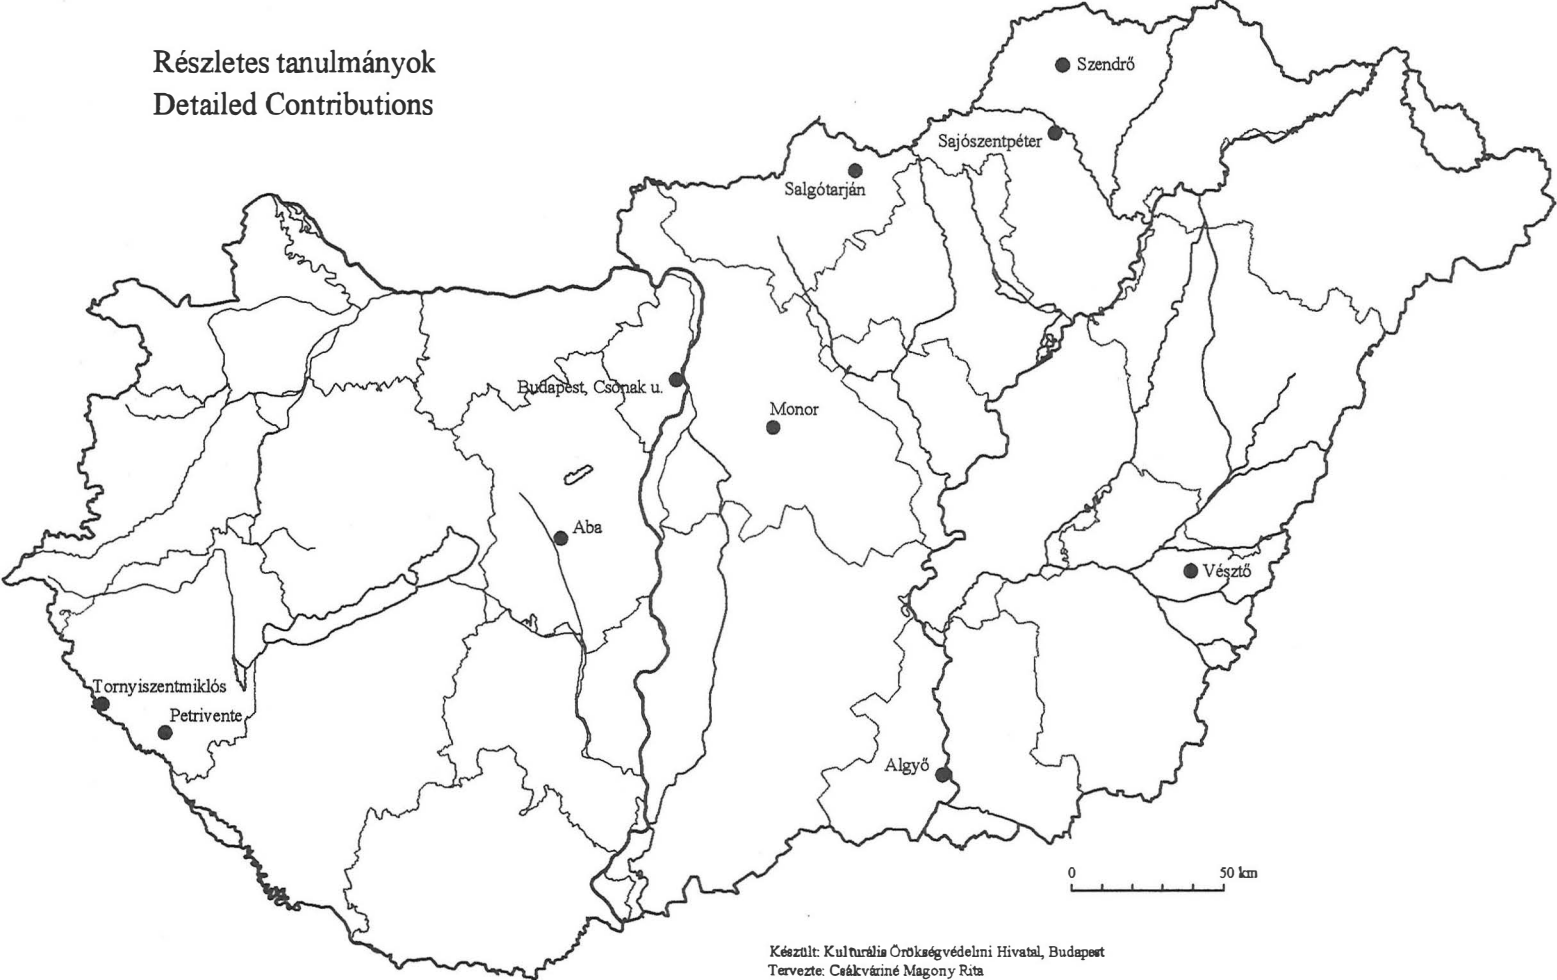 Részletes tanulmányok
Detailed Contributions
Szendrő
Sajószentpéter
Salgótarján
Budapest, Csónak u.
Monor
Aba
Vésztő
Tornyiszentmiklós
Petrivente
Algyő
0 50 km
Készült: Kulturális Örökségvédelmi Hivatal, Budapest
Tervezte: Csákváriné Magony Rita